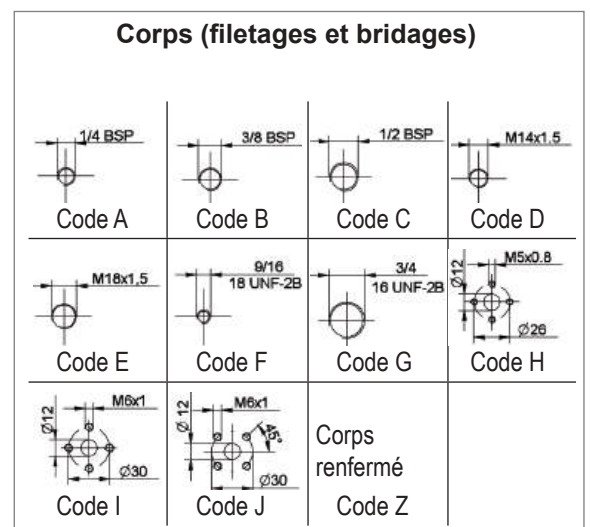 Corps (filetages et bridages)
1/4 BSP
Code A
3/8 BSP
Code B
1/2 BSP
Code C
M14x1.5
Code D
M18x1,5
Code E
9/16
18 UNF-2B
Code F
3/4
16 UNF-2B
Code G
M5x0.8
Ø12
Ø26
Code H
M6x1
Ø12
Ø30
Code I
M6x1
Ø12
45°
Ø30
Code J
Corps
renfermé
Code Z